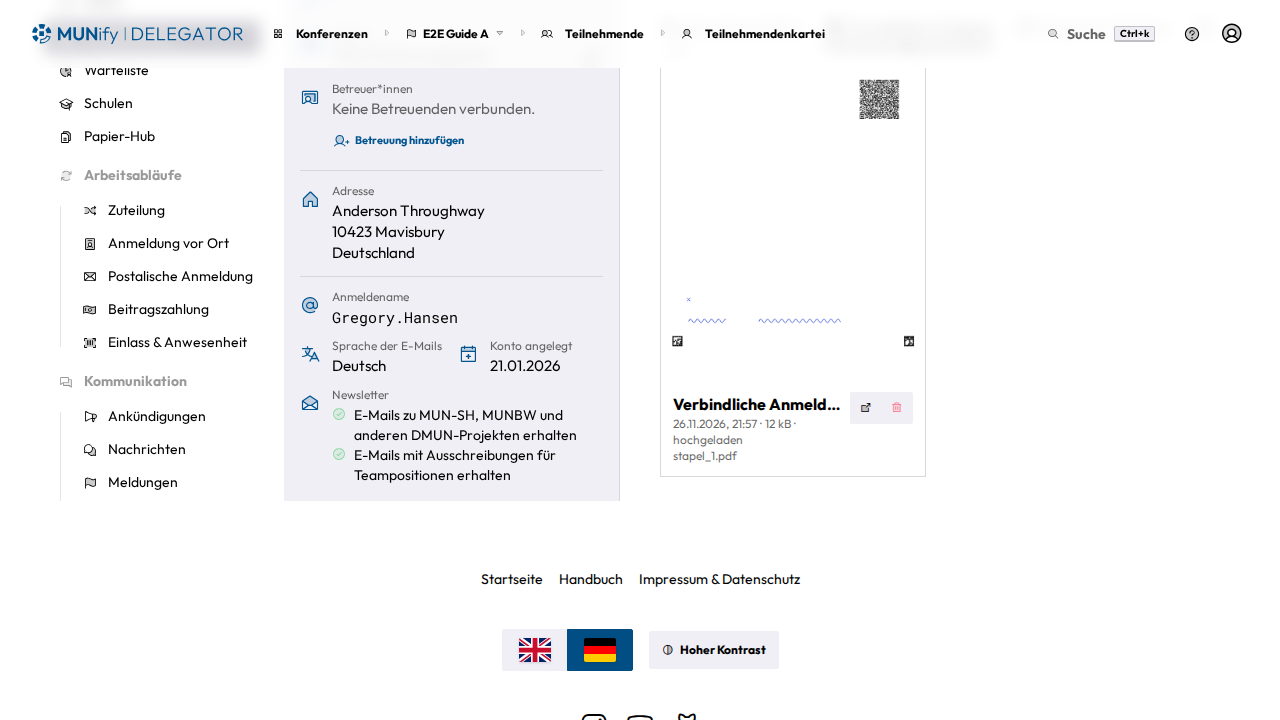 MUNify | DELEGATOR
Konferenzen
E2E Guide A
Teilnehmende
Teilnehmendenkartei
Suche
Ctrl+k
Warteliste
Schulen
Papier-Hub
Arbeitsabläufe
Zuteilung
Anmeldung vor Ort
Postalische Anmeldung
Beitragszahlung
Einlass & Anwesenheit
Kommunikation
Ankündigungen
Nachrichten
Meldungen
Betreuer*innen
Keine Betreuenden verbunden.
Betreuung hinzufügen
Adresse
Anderson Throughway
10423 Mavisbury
Deutschland
Anmeldename
Gregory.Hansen
Sprache der E-Mails
Deutsch
Konto angelegt
21.01.2026
Newsletter
E-Mails zu MUN-SH, MUNBW und
anderen DMUN-Projekten erhalten
E-Mails mit Ausschreibungen für
Teampositionen erhalten
Verbindliche Anmeld...
26.11.2026, 21:57 · 12 kB ·
hochgeladen
stapel_1.pdf
Startseite
Handbuch
Impressum & Datenschutz
Hoher Kontrast